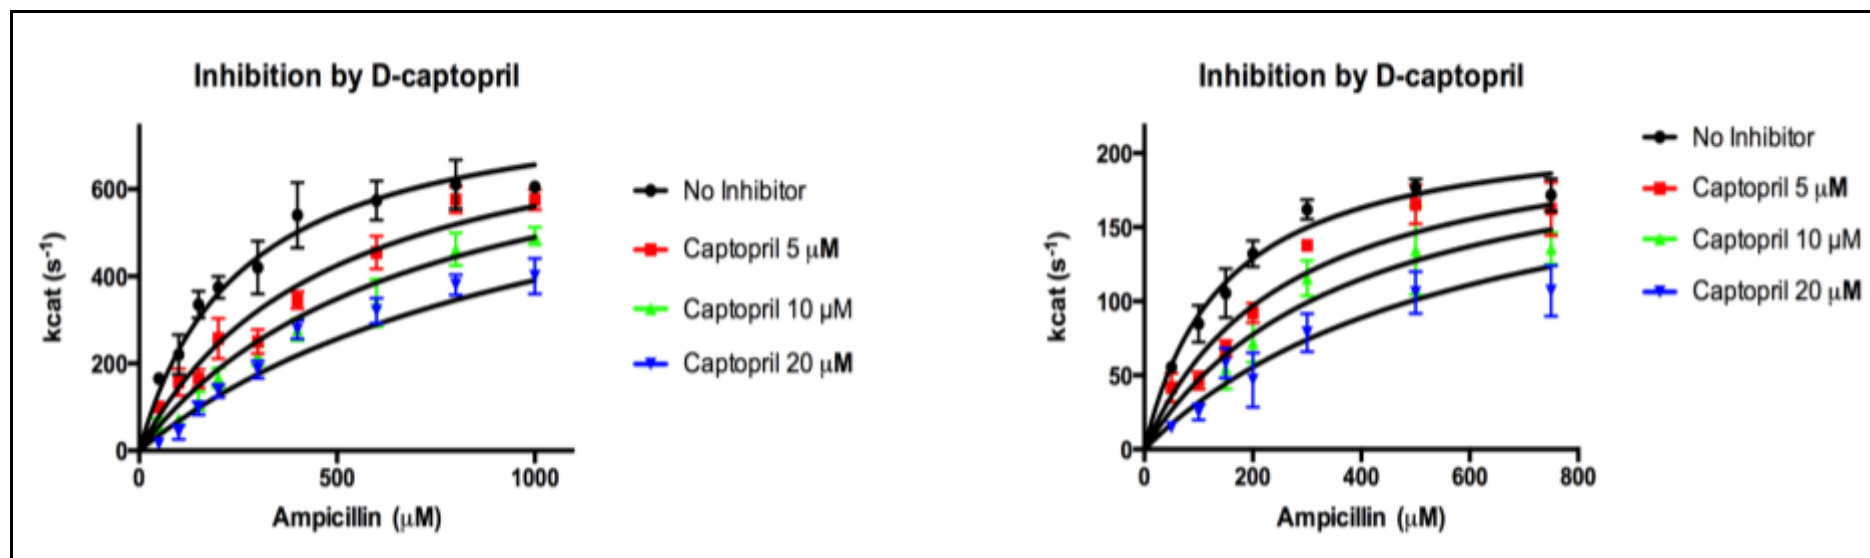 Inhibition by D-captopril
600
400
200
0
0 500 1000
kcat (s-1)
Ampicillin (μM)
No Inhibitor
Captopril 5 μM
Captopril 10 μM
Captopril 20 μM
Inhibition by D-captopril
200
150
100
50
0
0 200 400 600 800
kcat (s-1)
Ampicillin (μM)
No Inhibitor
Captopril 5 μM
Captopril 10 μM
Captopril 20 μM